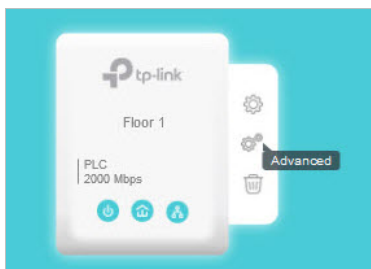 tp-link
Floor 1
PLC
2000 Mbps
Advanced